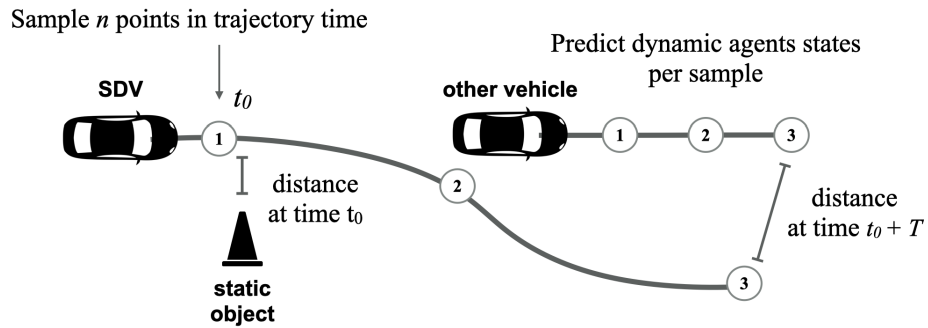 Sample n points in trajectory time
Predict dynamic agents states
per sample
SDV
t0
other vehicle
1
1
2
3
2
distance
at time t0
distance
at time t0 + T
3
static
object